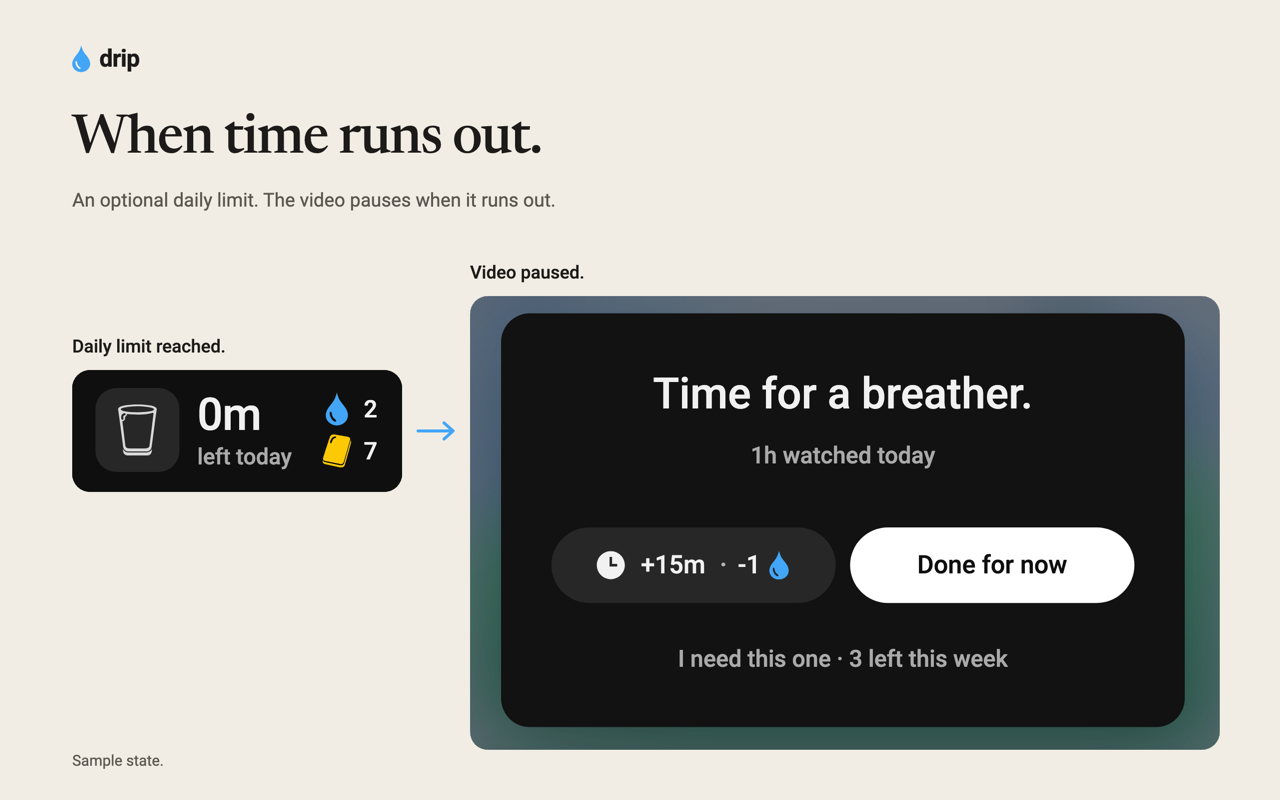 drip
When time runs out.
An optional daily limit. The video pauses when it runs out.
Daily limit reached.
0m
left today
2
7
Video paused.
Time for a breather.
1h watched today
+15m · -1
Done for now
I need this one · 3 left this week
Sample state.